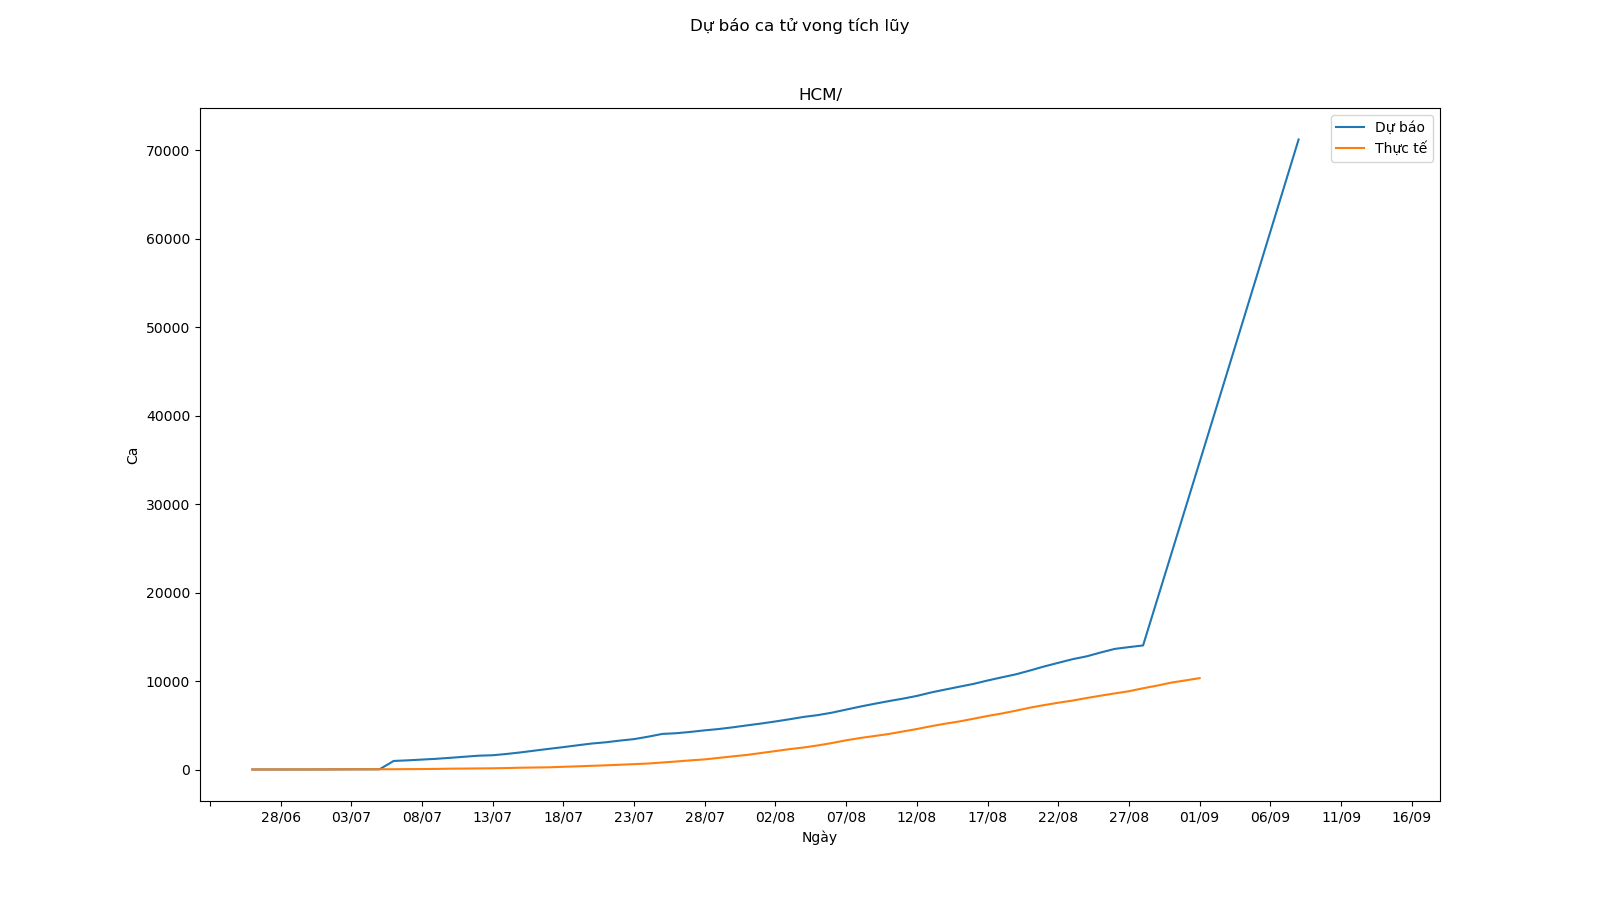 Dự báo ca tử vong tích lũy
HCM/
Dự báo
Thực tế
70000
60000
50000
40000
30000
20000
10000
0
Ca
28/06 03/07 08/07 13/07 18/07 23/07 28/07 02/08 07/08 12/08 17/08 22/08 27/08 01/09 06/09 11/09 16/09
Ngày